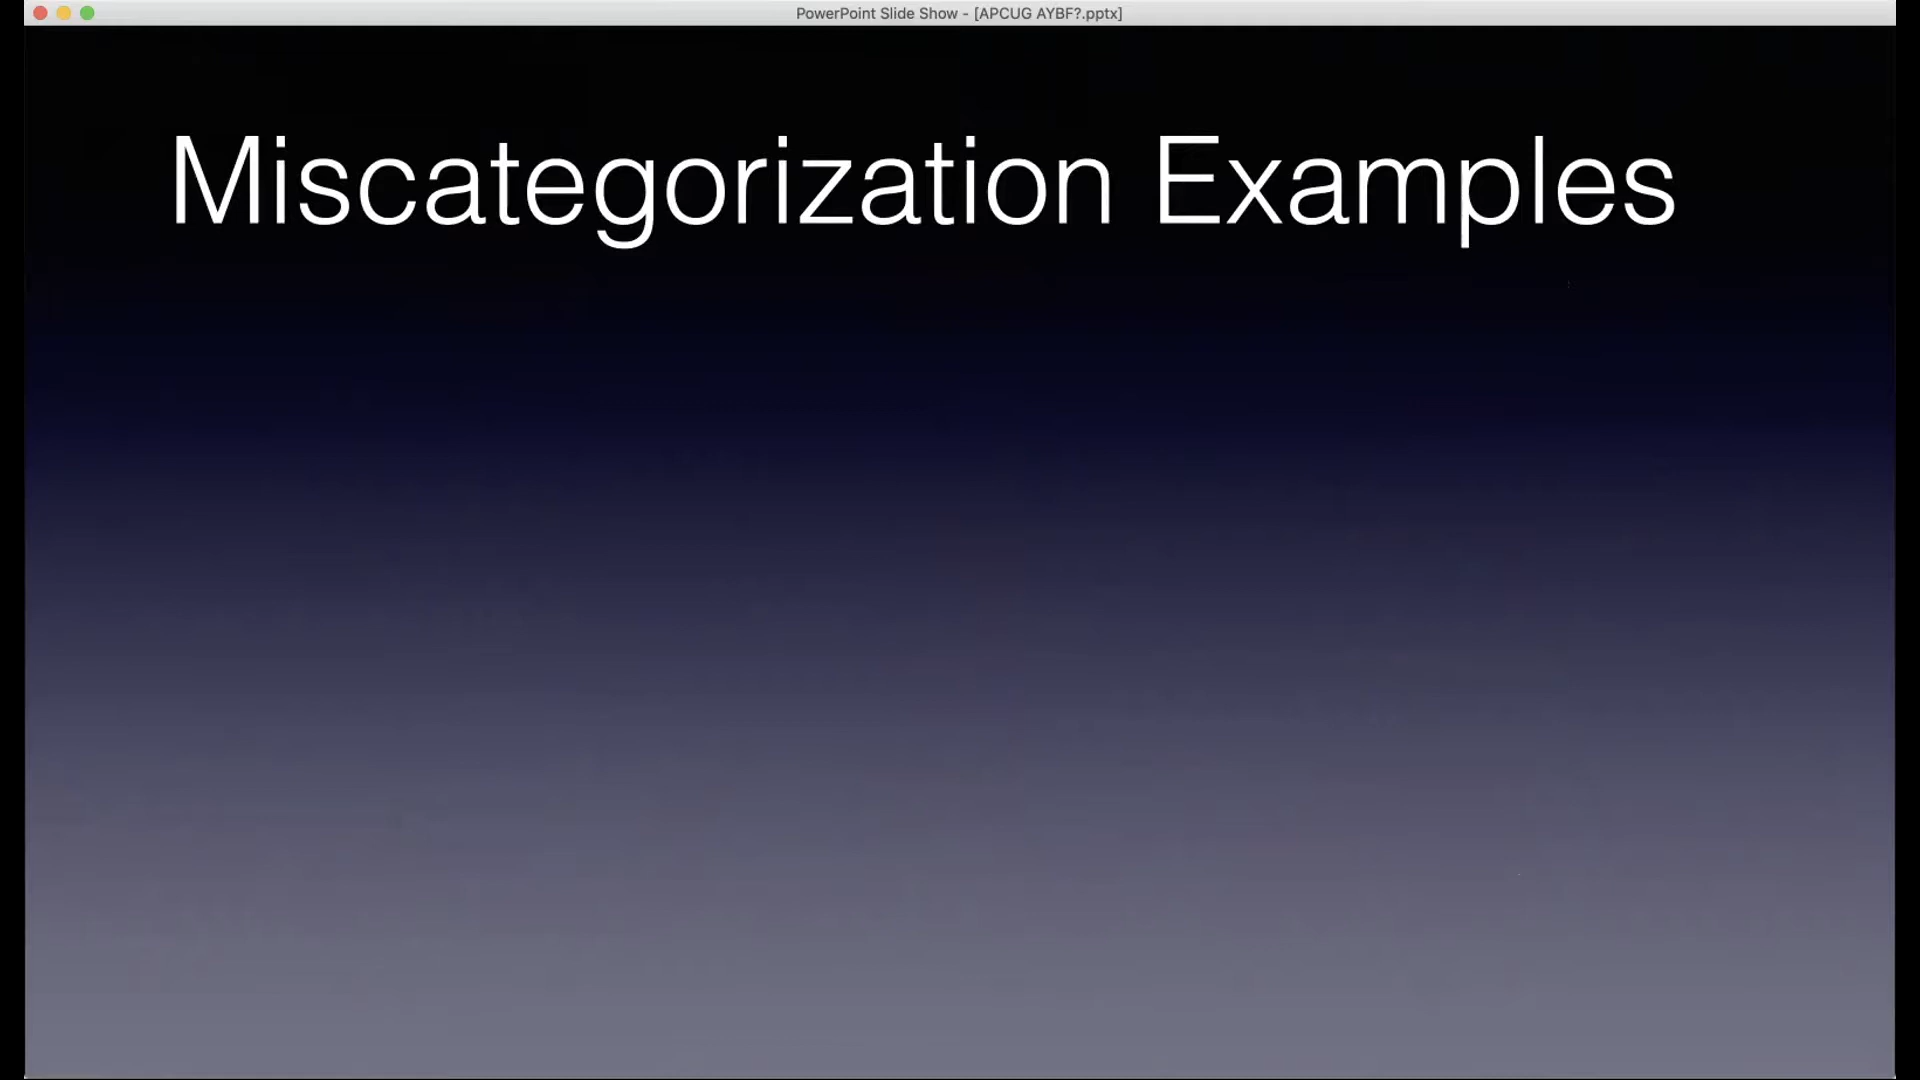 PowerPoint Slide Show - [APCUG AYBF?.pptx]
Miscategorization Examples